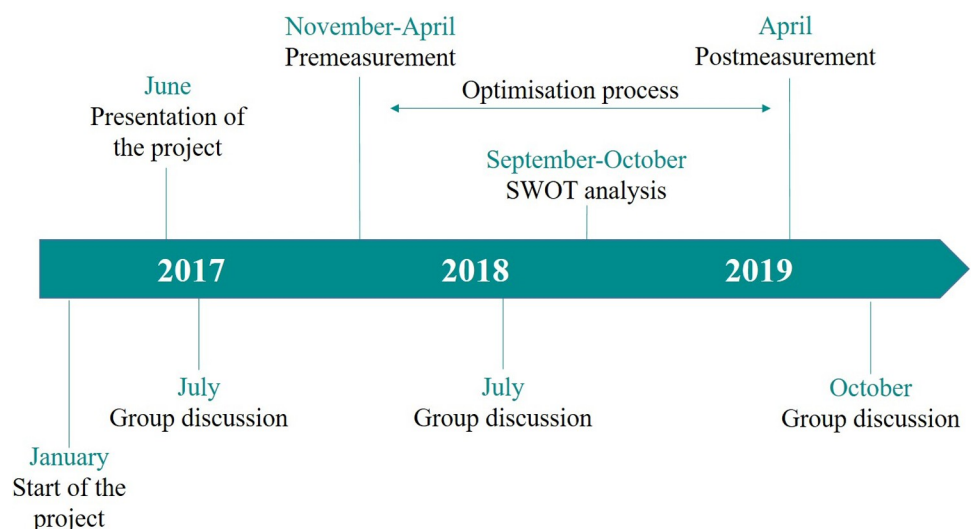 November-April
Premeasurement
April
Postmeasurement
June
Presentation of
the project
Optimisation process
September-October
SWOT analysis
2017
2018
2019
July
Group discussion
July
Group discussion
October
Group discussion
January
Start of the
project